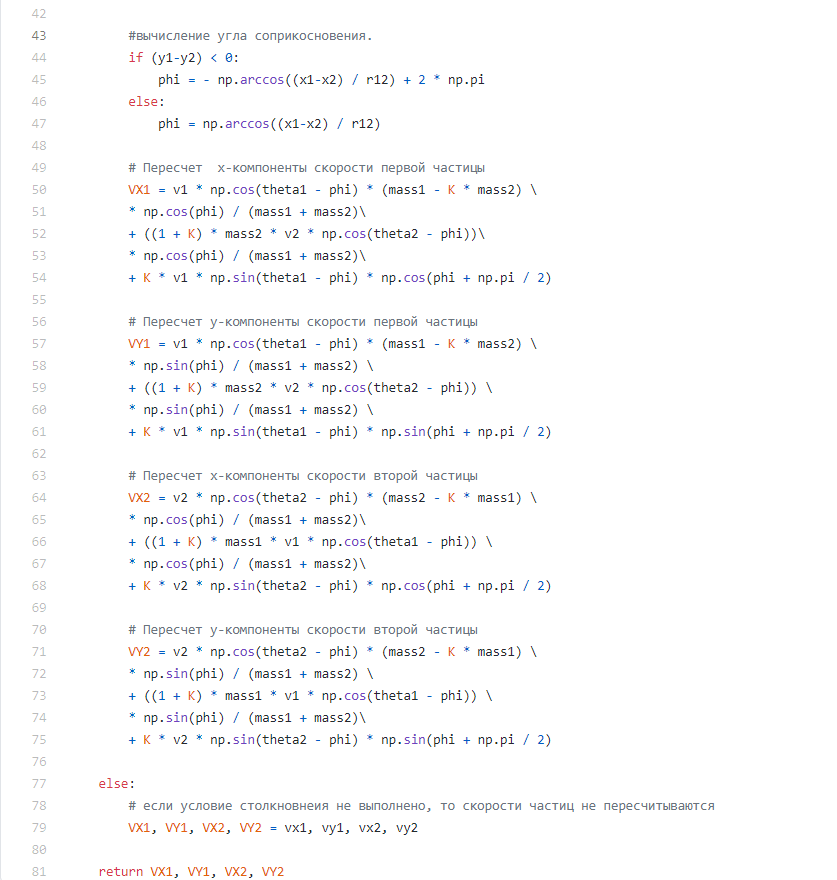 42
43 #вычисление угла соприкосновения.
44 if (y1-y2) < 0:
45 phi = - np.arccos((x1-x2) / r12) + 2 * np.pi
46 else:
47 phi = np.arccos((x1-x2) / r12)
48
49 # Пересчет  x-компоненты скорости первой частицы
50 VX1 = v1 * np.cos(theta1 - phi) * (mass1 - K * mass2) \
51 * np.cos(phi) / (mass1 + mass2)\
52 + ((1 + K) * mass2 * v2 * np.cos(theta2 - phi))\
53 * np.cos(phi) / (mass1 + mass2)\
54 + K * v1 * np.sin(theta1 - phi) * np.cos(phi + np.pi / 2)
55
56 # Пересчет y-компоненты скорости первой частицы
57 VY1 = v1 * np.cos(theta1 - phi) * (mass1 - K * mass2) \
58 * np.sin(phi) / (mass1 + mass2) \
59 + ((1 + K) * mass2 * v2 * np.cos(theta2 - phi)) \
60 * np.sin(phi) / (mass1 + mass2) \
61 + K * v1 * np.sin(theta1 - phi) * np.sin(phi + np.pi / 2)
62
63 # Пересчет x-компоненты скорости второй частицы
64 VX2 = v2 * np.cos(theta2 - phi) * (mass2 - K * mass1) \
65 * np.cos(phi) / (mass1 + mass2)\
66 + ((1 + K) * mass1 * v1 * np.cos(theta1 - phi)) \
67 * np.cos(phi) / (mass1 + mass2)\
68 + K * v2 * np.sin(theta2 - phi) * np.cos(phi + np.pi / 2)
69
70 # Пересчет y-компоненты скорости второй частицы
71 VY2 = v2 * np.cos(theta2 - phi) * (mass2 - K * mass1) \
72 * np.sin(phi) / (mass1 + mass2) \
73 + ((1 + K) * mass1 * v1 * np.cos(theta1 - phi)) \
74 * np.sin(phi) / (mass1 + mass2)\
75 + K * v2 * np.sin(theta2 - phi) * np.sin(phi + np.pi / 2)
76
77 else:
78 # если условие столкновнеия не выполнено, то скорости частиц не пересчитываются
79 VX1, VY1, VX2, VY2 = vx1, vy1, vx2, vy2
80
81 return VX1, VY1, VX2, VY2